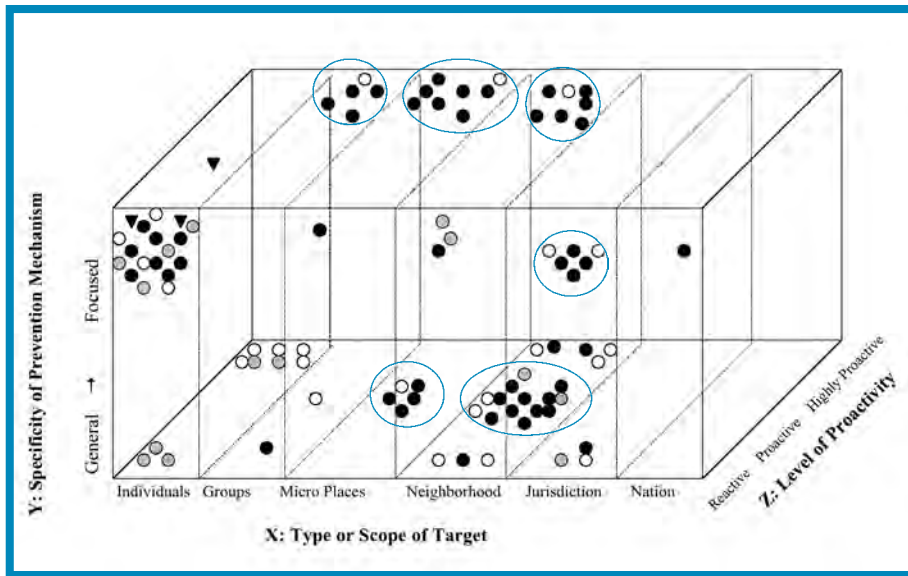 Y: Specificity of Prevention Mechanism
General → Focused
Individuals Groups Micro Places Neighborhood Jurisdiction Nation
X: Type or Scope of Target
Reactive Proactive Highly Proactive
Z: Level of Proactivity